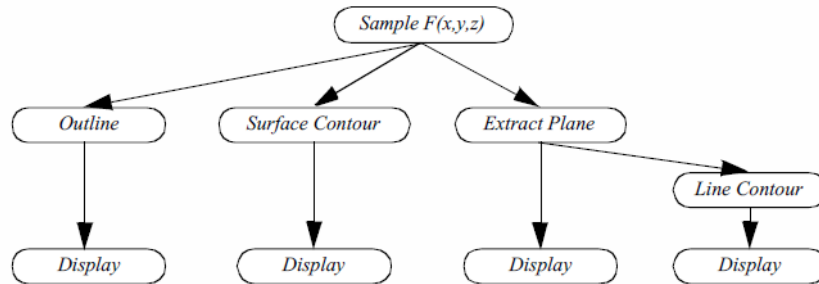 Sample F(x,y,z)
Outline
Surface Contour
Extract Plane
Line Contour
Display
Display
Display
Display